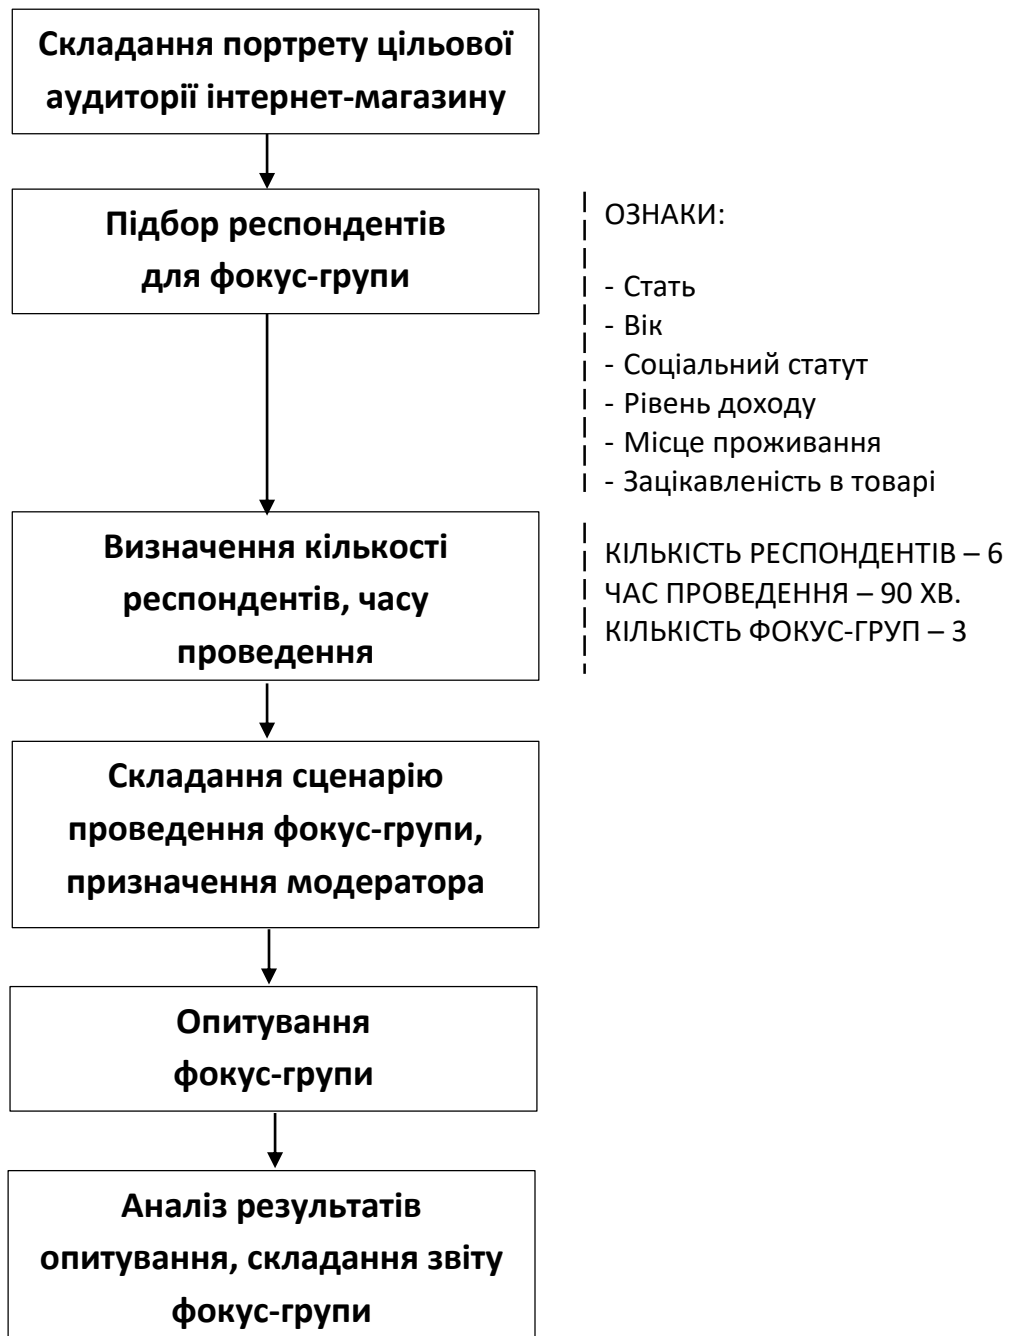 Складання портрету цільової
аудиторії інтернет-магазину
Підбор респондентів
для фокус-групи
ОЗНАКИ:
- Стать
- Вік
- Соціальний статут
- Рівень доходу
- Місце проживання
- Зацікавленість в товарі
Визначення кількості
респондентів, часу
проведення
КІЛЬКІСТЬ РЕСПОНДЕНТІВ – 6
ЧАС ПРОВЕДЕННЯ – 90 ХВ.
КІЛЬКІСТЬ ФОКУС-ГРУП – 3
Складання сценарію
проведення фокус-групи,
призначення модератора
Опитування
фокус-групи
Аналіз результатів
опитування, складання звіту
фокус-групи